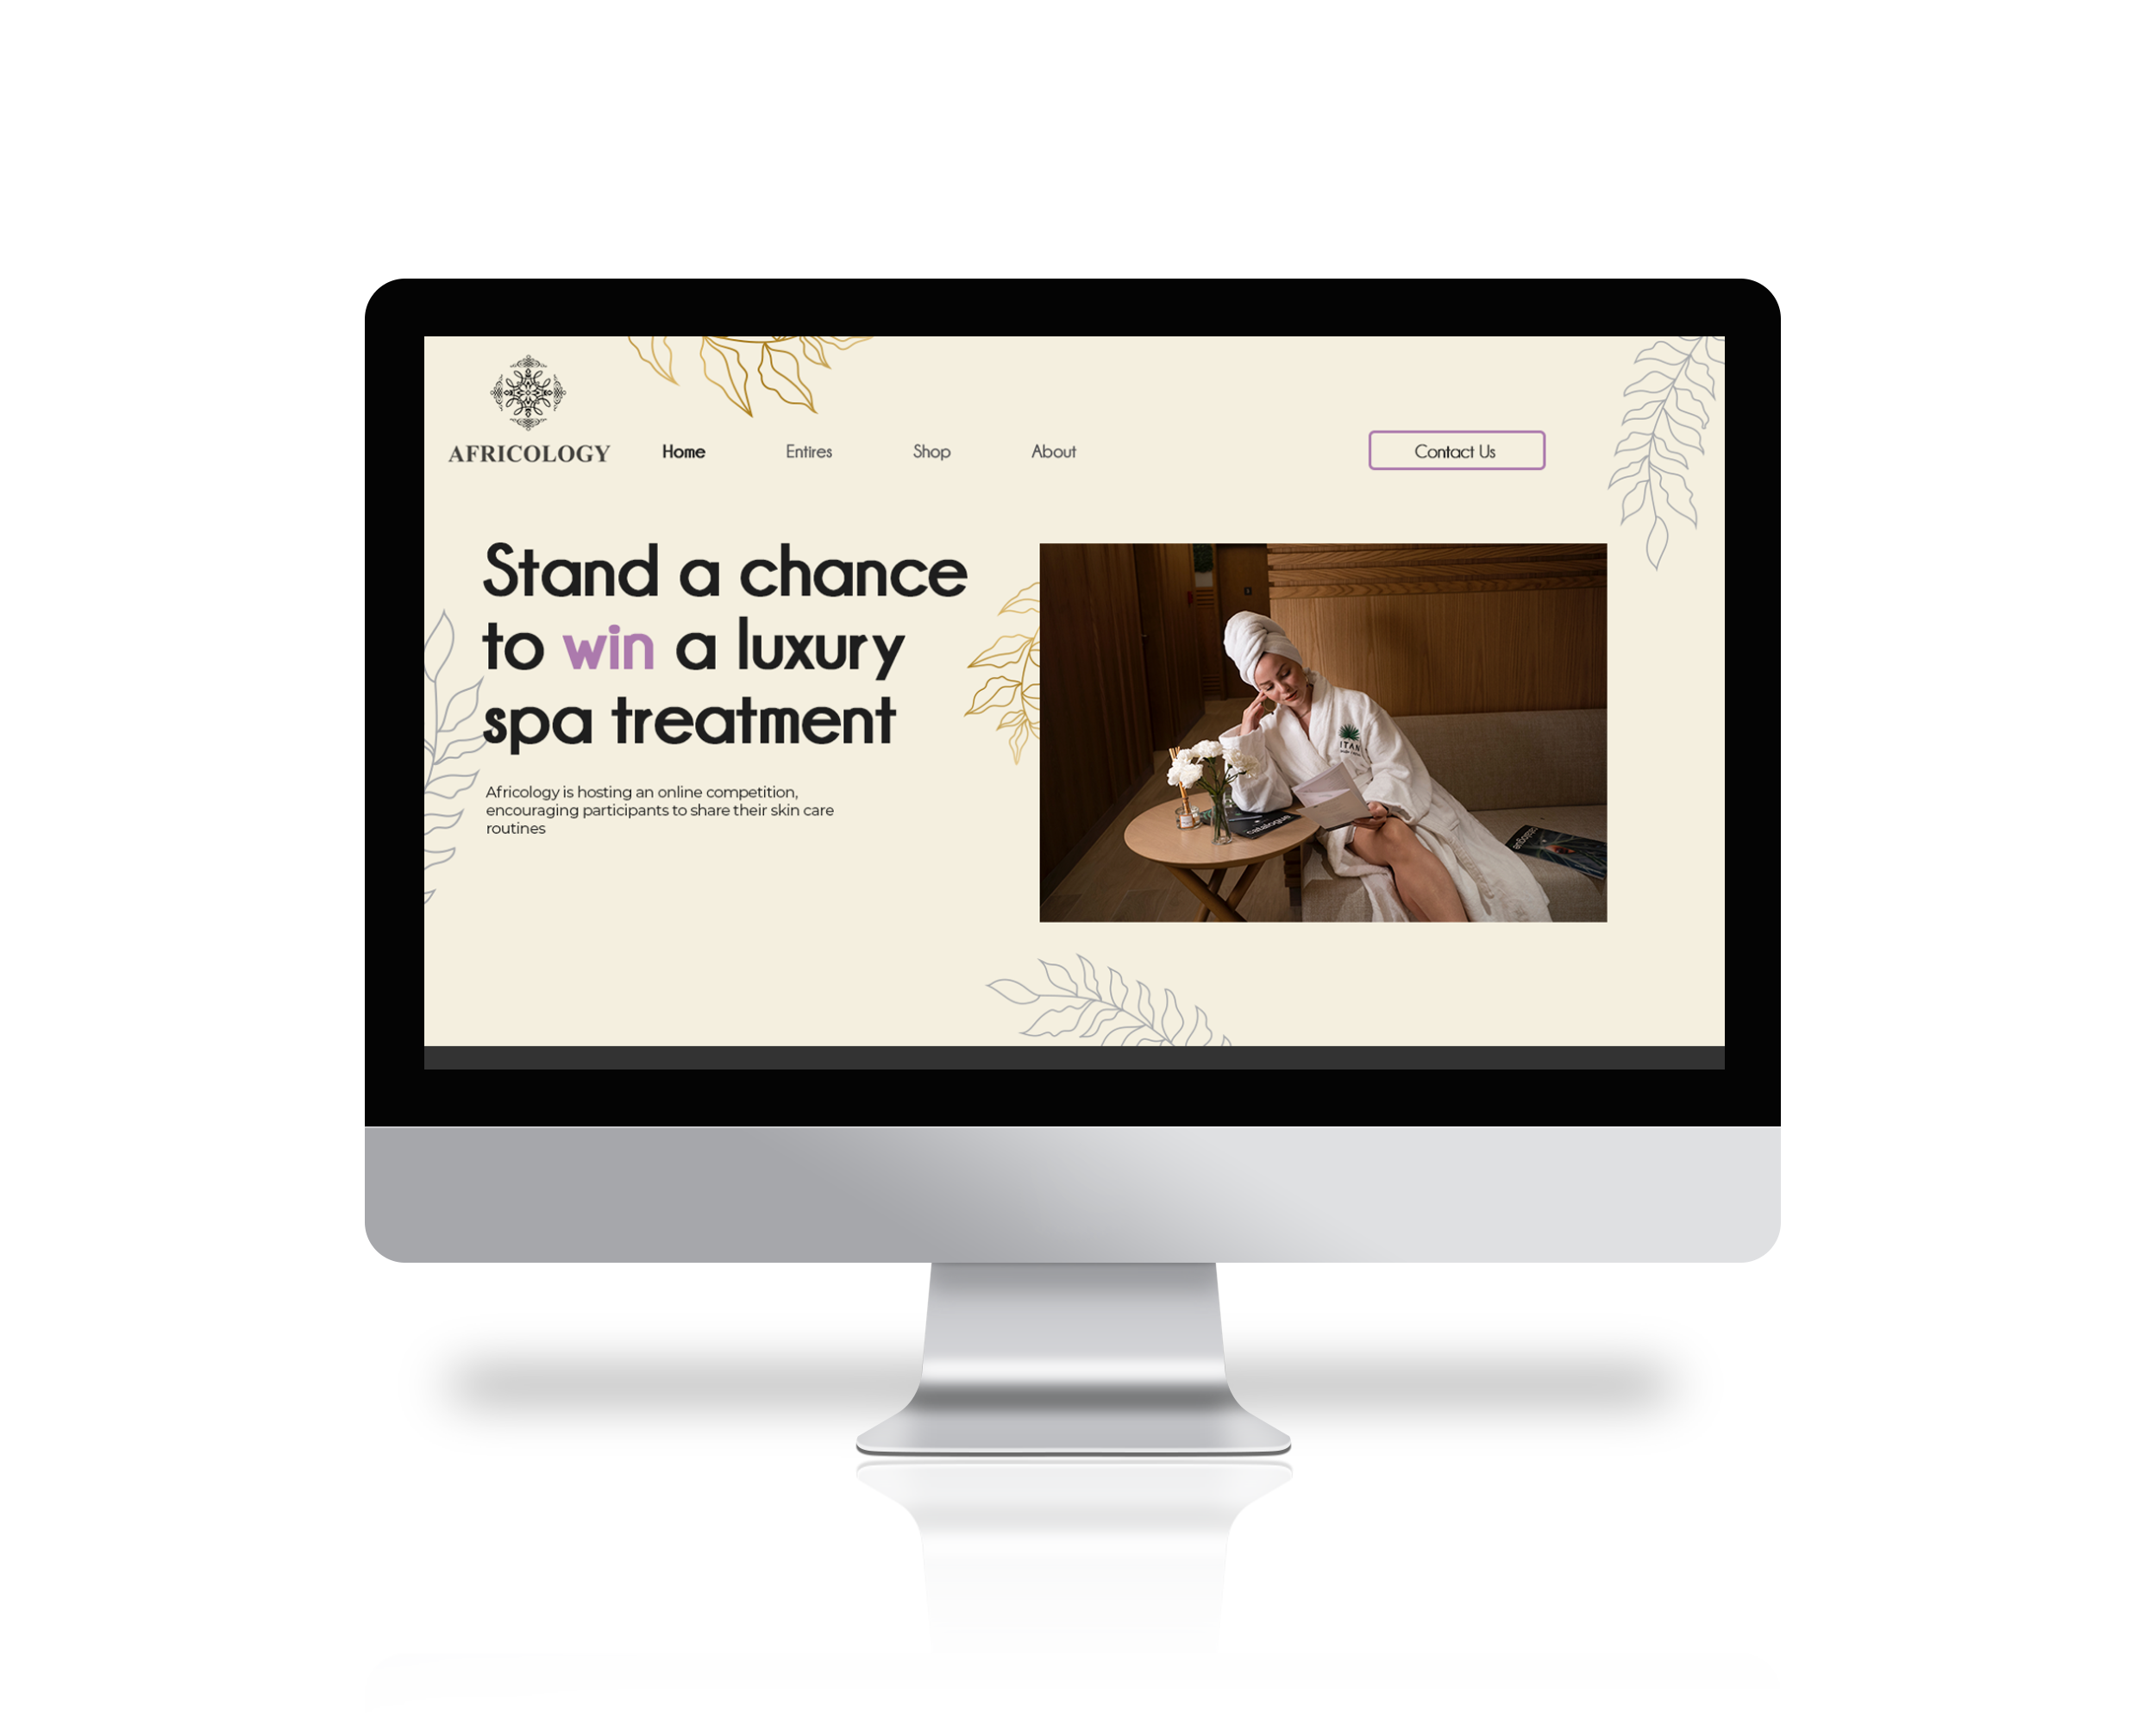 AFRICOLOGY
Home
Entires
Shop
About
Contact Us
Stand a chance
to win a luxury
spa treatment
Africology is hosting an online competition,
encouraging participants to share their skin care
routines
catalogue